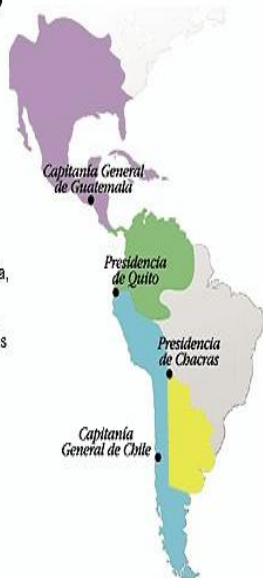 Capitanía General
de Guatemala
a,
Presidencia
de Quito
s
Presidencia
de Chacras
Capitanía
General de Chile